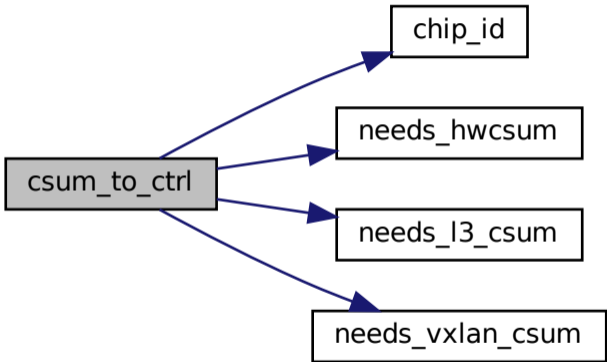 chip_id
needs_hwcsum
csum_to_ctrl
needs_l3_csum
needs_vxlan_csum